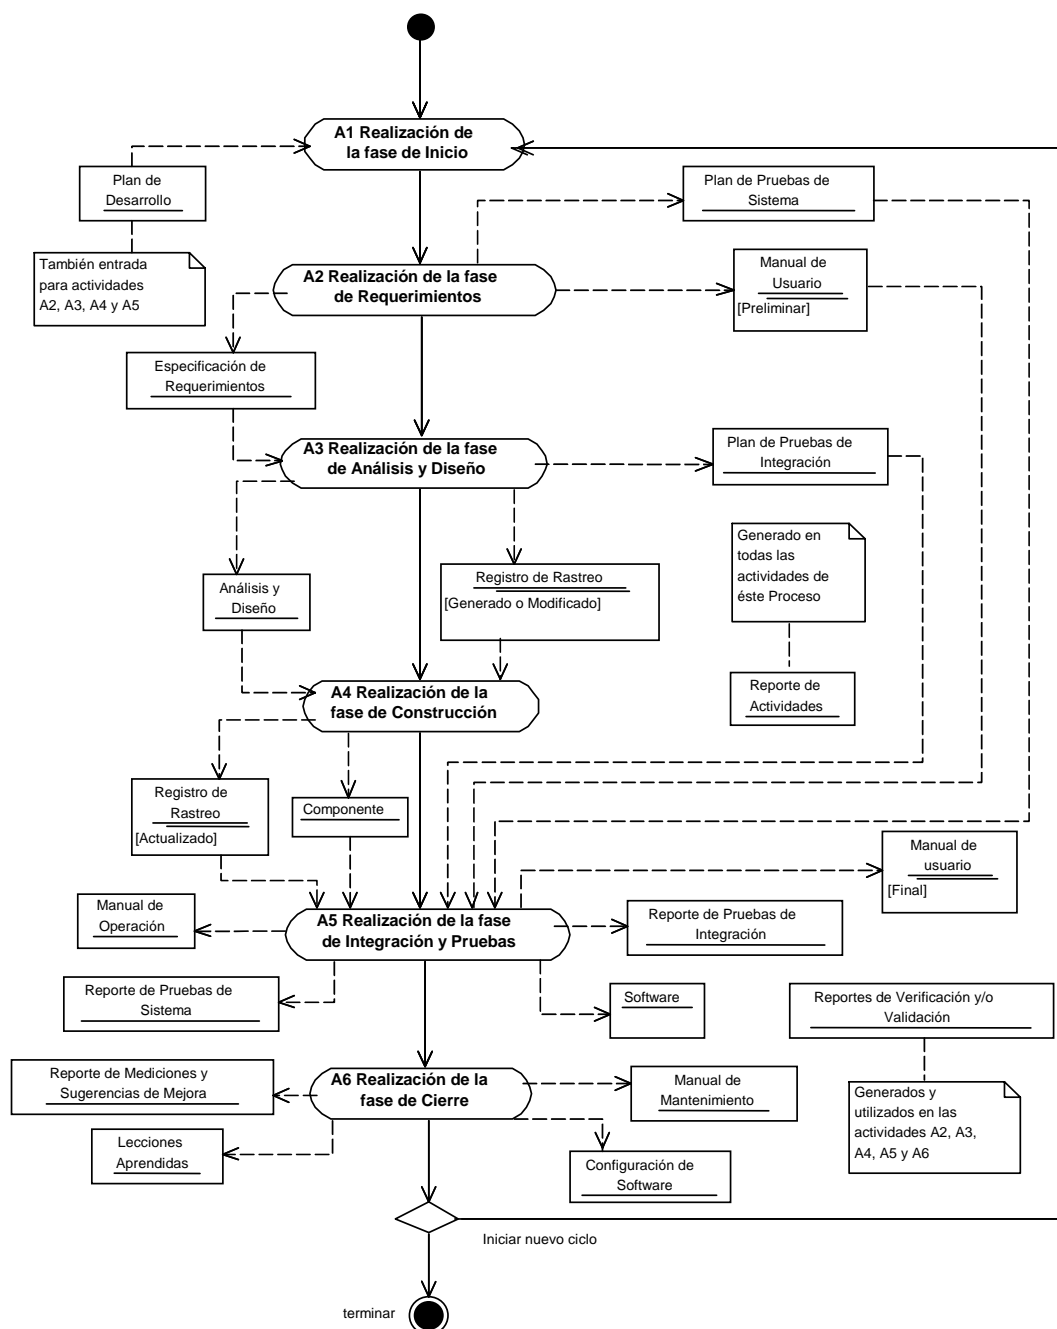 A1 Realización de
la fase de Inicio
Plan de
Desarrollo
Plan de Pruebas de
Sistema
También entrada
para actividades
A2, A3, A4 y A5
A2 Realización de la fase
de Requerimientos
Manual de
Usuario
[Preliminar]
Especificación de
Requerimientos
A3 Realización de la fase
de Análisis y Diseño
Plan de Pruebas de
Integración
Generado en
todas las
actividades de
éste Proceso
Análisis y
Diseño
Registro de Rastreo
[Generado o Modificado]
A4 Realización de la
fase de Construcción
Reporte de
Actividades
Registro de
Rastreo
[Actualizado]
Componente
Manual de
usuario
[Final]
Manual de
Operación
A5 Realización de la fase
de Integración y Pruebas
Reporte de Pruebas de
Integración
Reporte de Pruebas de
Sistema
Software
Reportes de Verificación y/o
Validación
Reporte de Mediciones y
Sugerencias de Mejora
A6 Realización de la
fase de Cierre
Manual de
Mantenimiento
Generados y
utilizados en las
actividades A2, A3,
A4, A5 y A6
Lecciones
Aprendidas
Configuración de
Software
Iniciar nuevo ciclo
terminar